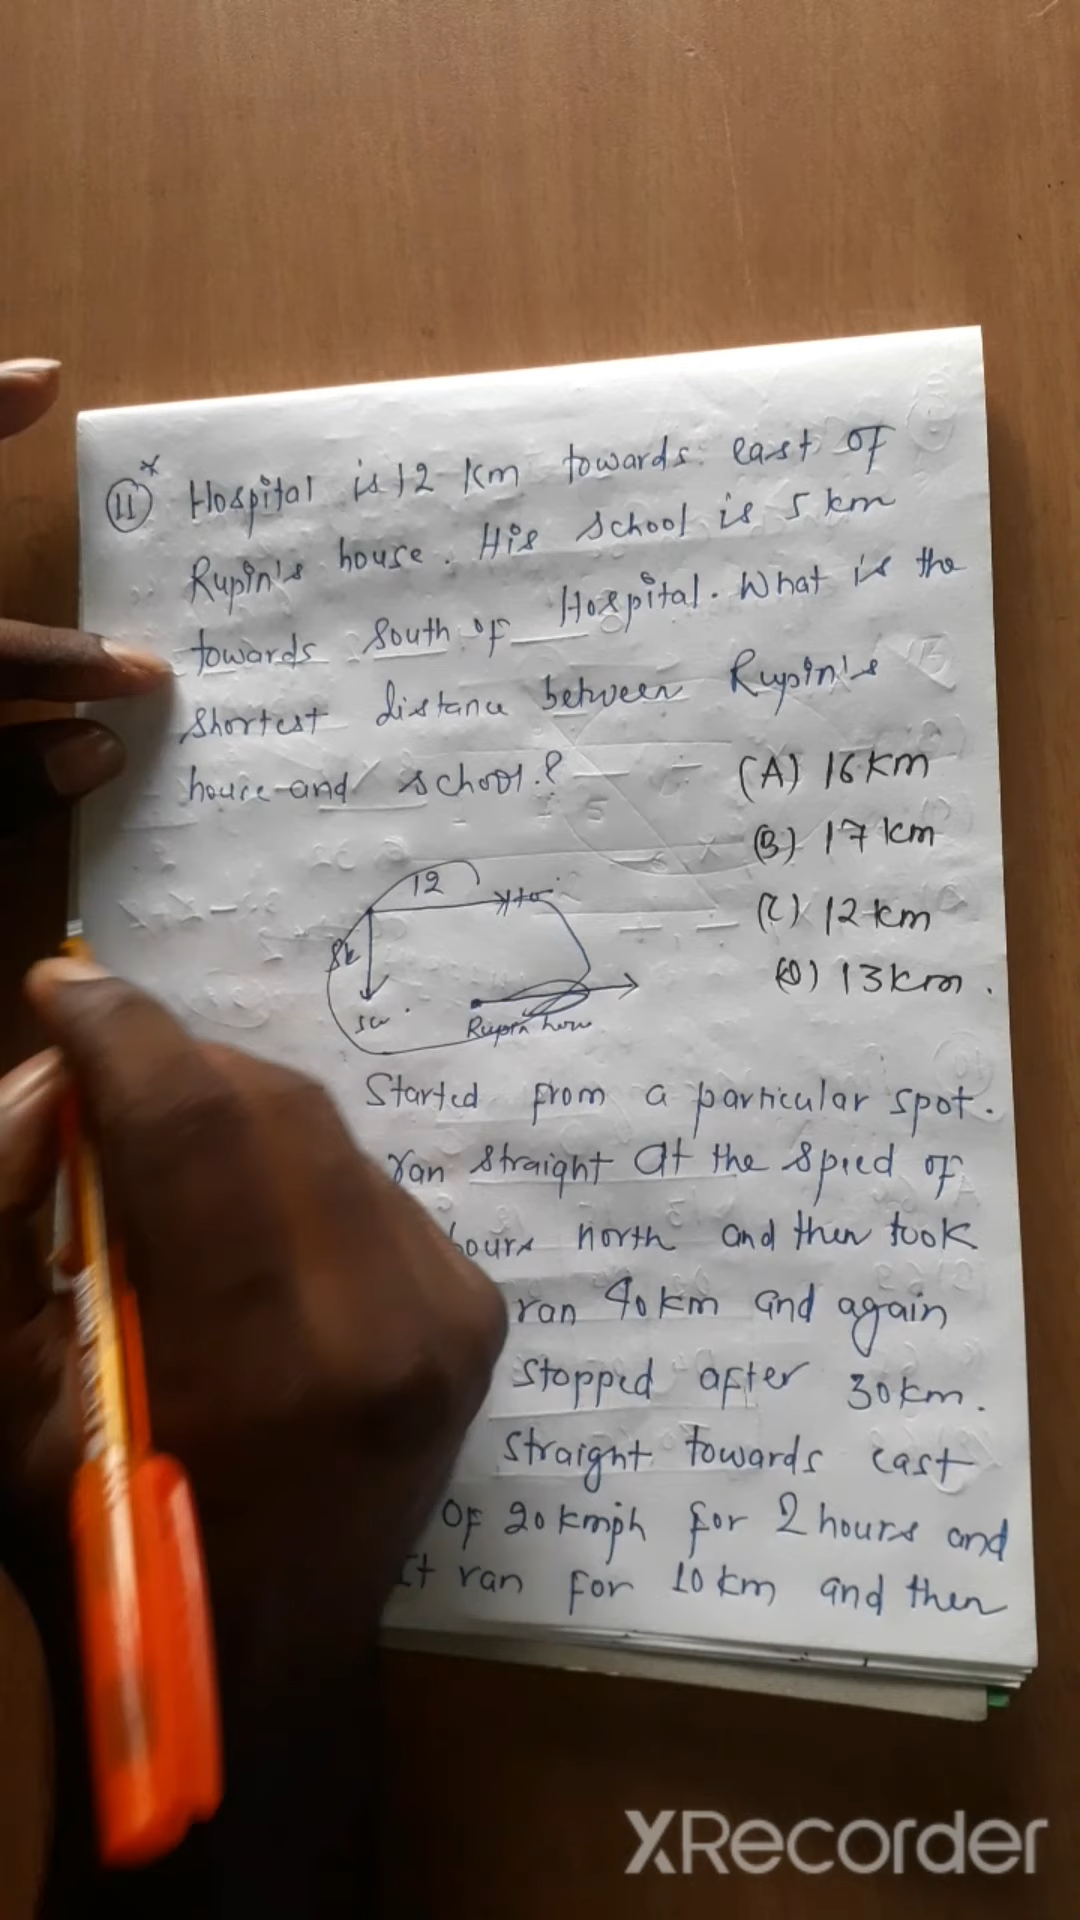 11 * Hospital is 12 km towards east of
Rupin's house. His school is 5 km
towards south of Hospital. What is the
shortest distance between Rupin's
house and school.?
(A) 16 km
(B) 17 km
(C) 12 km
(D) 13 km.
12
Rupin
Started from a particular spot.
ran straight at the speed of
hours north and then took
ran 40 km and again
stopped after 30 km.
straight towards east
of 20 kmph for 2 hours and
It ran for 10 km and then
XRecorder